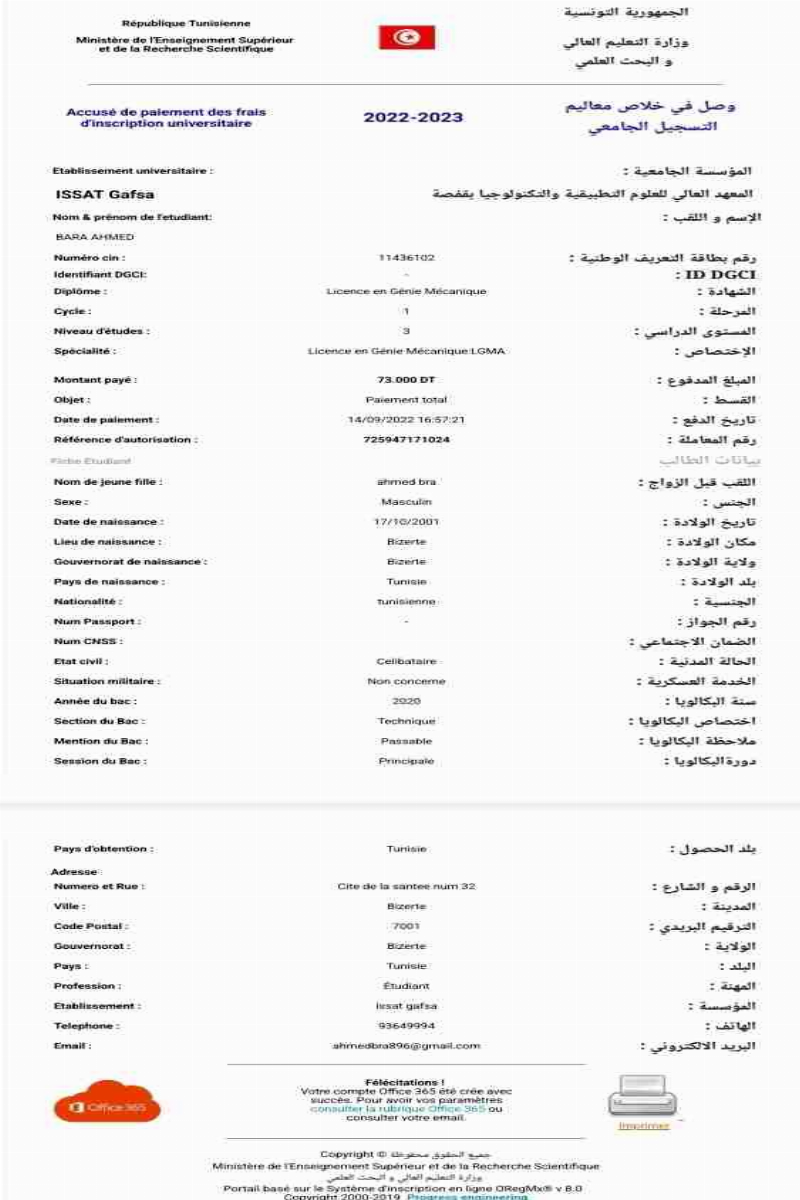 République Tunisienne
الجمهورية التونسية
Ministère de l'Enseignement Supérieur
et de la Recherche Scientifique
وزارة التعليم العالي
و البحث العلمي
Accusé de paiement des frais
d'inscription universitaire
2022-2023
وصل في خلاص معاليم
التسجيل الجامعي
Etablissement universitaire :
المؤسسة الجامعية :
ISSAT Gafsa
المعهد العالي للعلوم التطبيقية والتكنولوجيا بقفصة
Nom & prénom de l'etudiant:
الإسم و اللقب :
BARA AHMED
Numéro cin : 11436102 رقم بطاقة التعريف الوطنية :
Identifiant DGCI: - ID DGCI :
Diplôme : Licence en Génie Mécanique الشهادة :
Cycle : 1 المرحلة :
Niveau d'études : 3 المستوى الدراسي :
Spécialité : Licence en Génie Mécanique:LGMA الإختصاص :
Montant payé : 73.000 DT المبلغ المدفوع :
Objet : Paiement total القسط :
Date de paiement : 14/09/2022 16:57:21 تاريخ الدفع :
Référence d'autorisation : 725947171024 رقم المعاملة :
Fiche Etudiant بيانات الطالب
Nom de jeune fille : ahmed bra اللقب قبل الزواج :
Sexe : Masculin الجنس :
Date de naissance : 17/10/2001 تاريخ الولادة :
Lieu de naissance : Bizerte مكان الولادة :
Gouvernorat de naissance : Bizerte ولاية الولادة :
Pays de naissance : Tunisie بلد الولادة :
Nationalité : tunisienne الجنسية :
Num Passport : - رقم الجواز :
Num CNSS : الضمان الاجتماعي :
Etat civil : Celibataire الحالة المدنية :
Situation militaire : Non concerne الخدمة العسكرية :
Année du bac : 2020 سنة البكالويا :
Section du Bac : Technique اختصاص البكالويا :
Mention du Bac : Passable ملاحظة البكالويا :
Session du Bac : Principale دورة البكالويا :
Pays d'obtention : Tunisie بلد الحصول :
Adresse
Numero et Rue : Cite de la santee num 32 الرقم و الشارع :
Ville : Bizerte المدينة :
Code Postal : 7001 الترقيم البريدي :
Gouvernorat : Bizerte الولاية :
Pays : Tunisie البلد :
Profession : Étudiant المهنة :
Etablissement : issat gafsa المؤسسة :
Telephone : 93649994 الهاتف :
Email : ahmedbra896@gmail.com البريد الالكتروني :
Félécitations !
Votre compte Office 365 été crée avec
succès. Pour avoir vos paramètres
consulter la rubrique Office 365 ou
consulter votre email.
Office 365
Imprimer
Copyright © جميع الحقوق محفوظة
Ministère de l'Enseignement Supérieur et de la Recherche Scientifique
وزارة التعليم العالي و البحث العلمي
Portail basé sur le Système d'inscription en ligne ORegMx® v 8.0
Copyright 2000-2019 Progress engineering